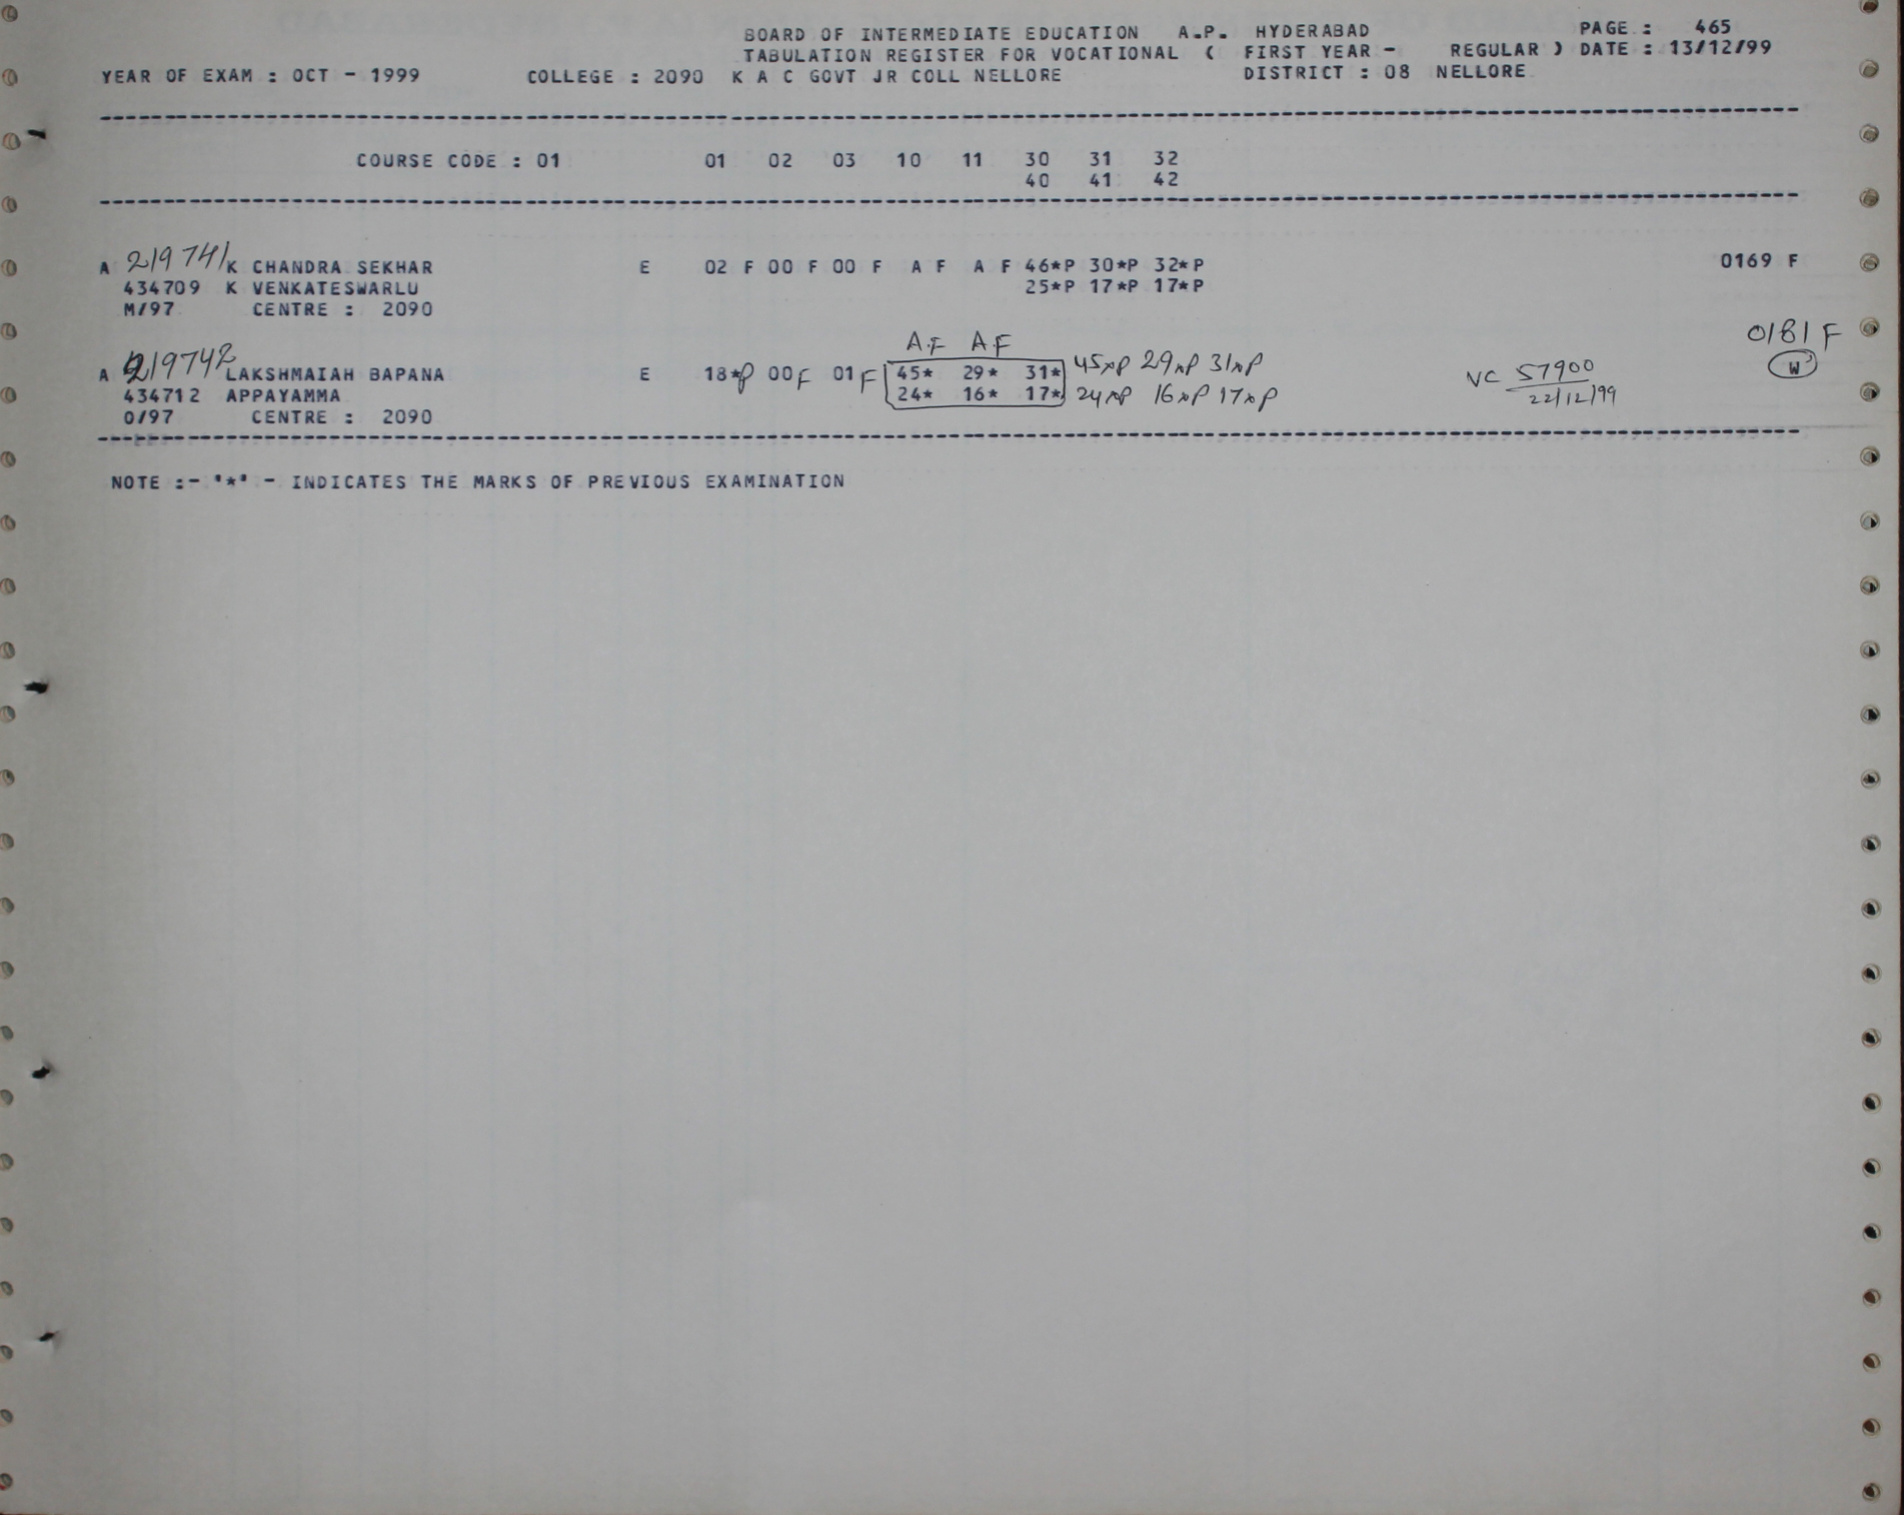 BOARD OF INTERMEDIATE EDUCATION A.P. HYDERABAD PAGE : 465
TABULATION REGISTER FOR VOCATIONAL ( FIRST YEAR - REGULAR ) DATE : 13/12/99
YEAR OF EXAM : OCT - 1999 COLLEGE : 2090 K A C GOVT JR COLL NELLORE DISTRICT : 08 NELLORE
COURSE CODE : 01 01 02 03 10 11 30 31 32
40 41 42
A 219741 K CHANDRA SEKHAR E 02 F 00 F 00 F A F A F 46*P 30*P 32*P 0169 F
434709 K VENKATESWARLU 25*P 17*P 17*P
M/97 CENTRE : 2090
A.F A.F 0181 F
A 219742 LAKSHMAIAH BAPANA E 18*P 00 F 01 F 45* 29* 31* 45*P 29*P 31*P VC 57900 W
434712 APPAYAMMA 24* 16* 17* 24*P 16*P 17*P 22/12/99
O/97 CENTRE : 2090
NOTE :- '*' - INDICATES THE MARKS OF PREVIOUS EXAMINATION